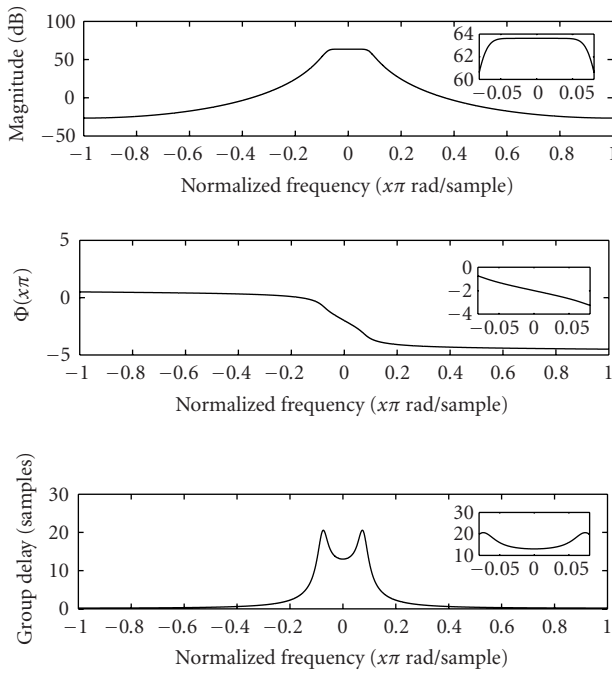 Magnitude (dB)
100
50
0
−50
−1 −0.8 −0.6 −0.4 −0.2 0 0.2 0.4 0.6 0.8 1
Normalized frequency (xπ rad/sample)
64
62
60
−0.05 0 0.05
Φ(xπ)
5
0
−5
−1 −0.8 −0.6 −0.4 −0.2 0 0.2 0.4 0.6 0.8 1
Normalized frequency (xπ rad/sample)
0
−2
−4
−0.05 0 0.05
Group delay (samples)
30
20
10
0
−1 −0.8 −0.6 −0.4 −0.2 0 0.2 0.4 0.6 0.8 1
Normalized frequency (xπ rad/sample)
30
20
10
−0.05 0 0.05